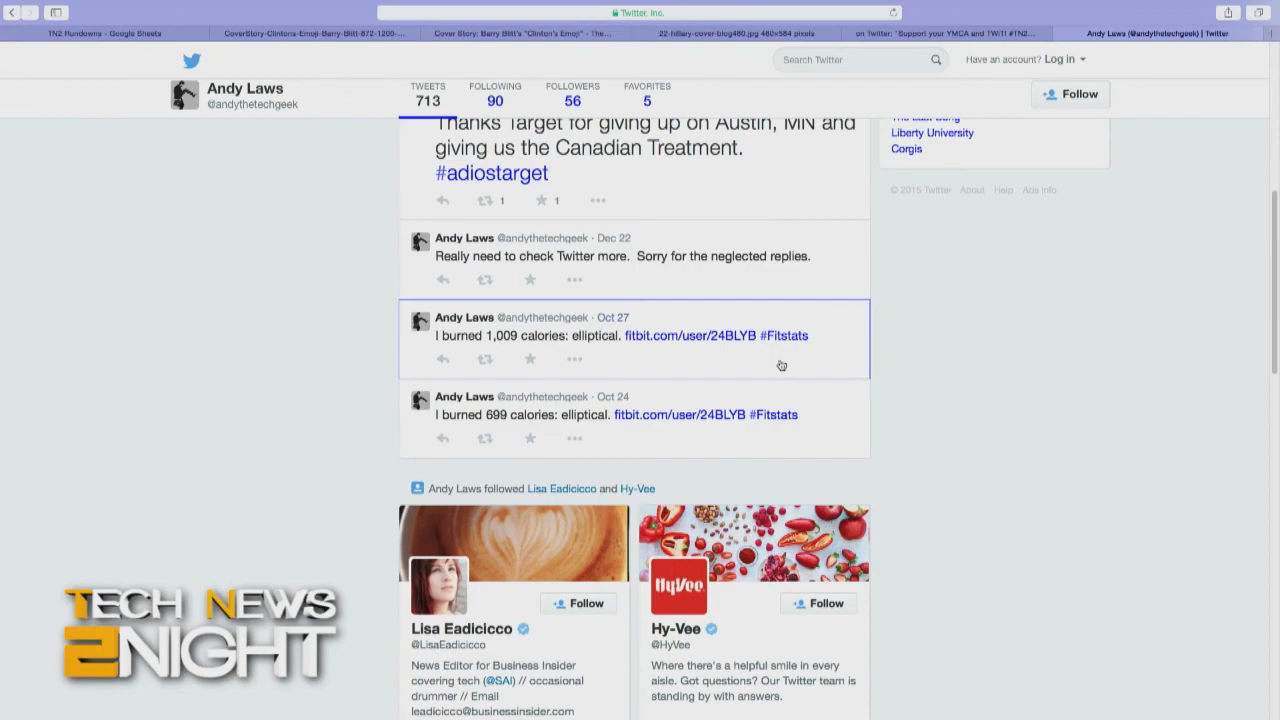 Twitter, Inc.
TN2 Rundowns - Google Sheets
CoverStory-Clintons-Emoji-Barry-Blitt-872-1200-...
Cover Story: Barry Blitt's "Clinton's Emoji" - The...
22-hillary-cover-blog480.jpg 480×584 pixels
on Twitter: "Support your YMCA and TWiT! #TN2...
Andy Laws (@andythetechgeek) | Twitter
Search Twitter
Have an account? Log in
Andy Laws
@andythetechgeek
TWEETS
713
FOLLOWING
90
FOLLOWERS
56
FAVORITES
5
Follow
Thanks Target for giving up on Austin, MN and
giving us the Canadian Treatment.
#adiostarget
1
1
Liberty University
Corgis
© 2015 Twitter About Help Ads info
Andy Laws @andythetechgeek · Dec 22
Really need to check Twitter more. Sorry for the neglected replies.
Andy Laws @andythetechgeek · Oct 27
I burned 1,009 calories: elliptical. fitbit.com/user/24BLYB #Fitstats
Andy Laws @andythetechgeek · Oct 24
I burned 699 calories: elliptical. fitbit.com/user/24BLYB #Fitstats
Andy Laws followed Lisa Eadicicco and Hy-Vee
Follow
Lisa Eadicicco
@LisaEadicicco
News Editor for Business Insider
covering tech (@SAI) // occasional
drummer // Email
leadicicco@businessinsider.com
HyVee
Follow
Hy-Vee
@HyVee
Where there's a helpful smile in every
aisle. Got questions? Our Twitter team is
standing by with answers.
TECH NEWS
2NIGHT